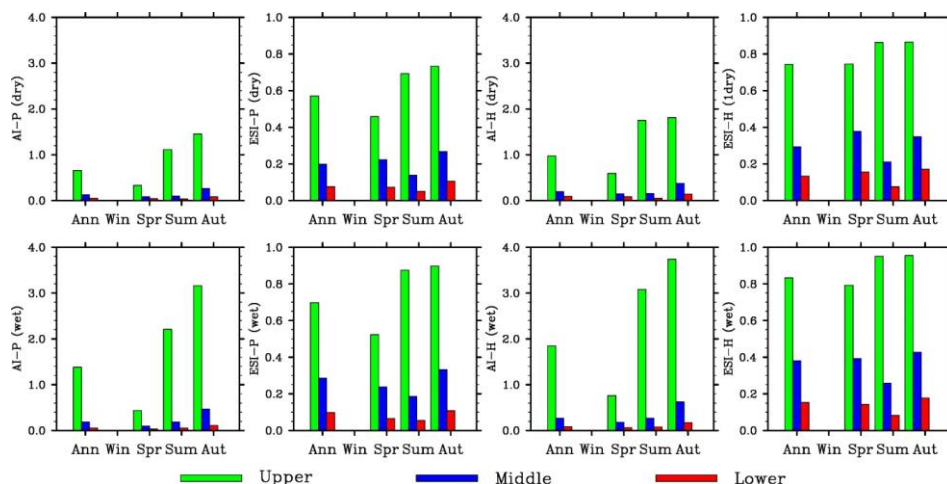 4.0 3.0 2.0 1.0 0.0
AI-P (dry)
Ann Win Spr Sum Aut
1.0 0.8 0.6 0.4 0.2 0.0
ESI-P (dry)
Ann Win Spr Sum Aut
4.0 3.0 2.0 1.0 0.0
AI-H (dry)
Ann Win Spr Sum Aut
1.0 0.8 0.6 0.4 0.2 0.0
ESI-H (1dry)
Ann Win Spr Sum Aut
4.0 3.0 2.0 1.0 0.0
AI-P (wet)
Ann Win Spr Sum Aut
1.0 0.8 0.6 0.4 0.2 0.0
ESI-P (wet)
Ann Win Spr Sum Aut
4.0 3.0 2.0 1.0 0.0
AI-H (wet)
Ann Win Spr Sum Aut
1.0 0.8 0.6 0.4 0.2 0.0
ESI-H (wet)
Ann Win Spr Sum Aut
Upper Middle Lower